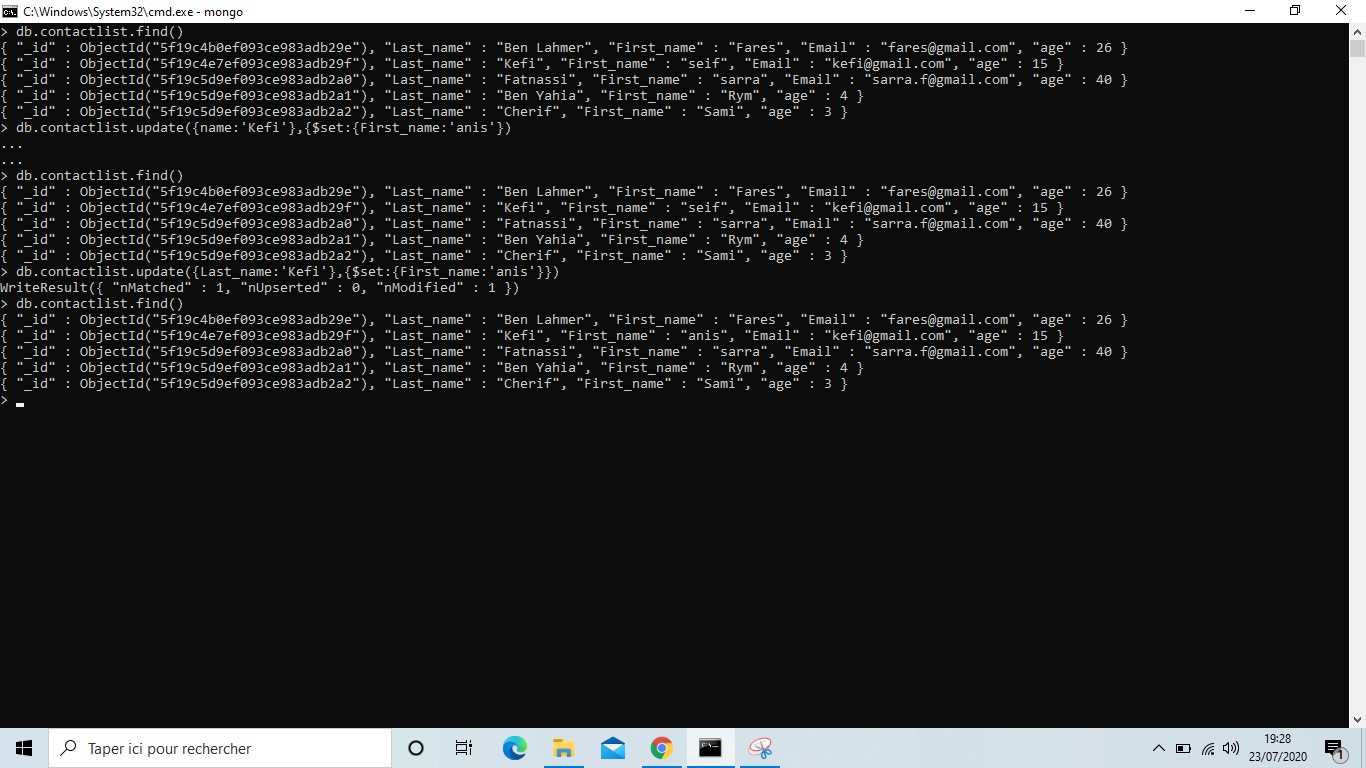 C:\Windows\System32\cmd.exe - mongo
> db.contactlist.find()
{ "_id" : ObjectId("5f19c4b0ef093ce983adb29e"), "Last_name" : "Ben Lahmer", "First_name" : "Fares", "Email" : "fares@gmail.com", "age" : 26 }
{ "_id" : ObjectId("5f19c4e7ef093ce983adb29f"), "Last_name" : "Kefi", "First_name" : "seif", "Email" : "kefi@gmail.com", "age" : 15 }
{ "_id" : ObjectId("5f19c5d9ef093ce983adb2a0"), "Last_name" : "Fatnassi", "First_name" : "sarra", "Email" : "sarra.f@gmail.com", "age" : 40 }
{ "_id" : ObjectId("5f19c5d9ef093ce983adb2a1"), "Last_name" : "Ben Yahia", "First_name" : "Rym", "age" : 4 }
{ "_id" : ObjectId("5f19c5d9ef093ce983adb2a2"), "Last_name" : "Cherif", "First_name" : "Sami", "age" : 3 }
> db.contactlist.update({name:'Kefi'},{$set:{First_name:'anis'})
...
...
> db.contactlist.find()
{ "_id" : ObjectId("5f19c4b0ef093ce983adb29e"), "Last_name" : "Ben Lahmer", "First_name" : "Fares", "Email" : "fares@gmail.com", "age" : 26 }
{ "_id" : ObjectId("5f19c4e7ef093ce983adb29f"), "Last_name" : "Kefi", "First_name" : "seif", "Email" : "kefi@gmail.com", "age" : 15 }
{ "_id" : ObjectId("5f19c5d9ef093ce983adb2a0"), "Last_name" : "Fatnassi", "First_name" : "sarra", "Email" : "sarra.f@gmail.com", "age" : 40 }
{ "_id" : ObjectId("5f19c5d9ef093ce983adb2a1"), "Last_name" : "Ben Yahia", "First_name" : "Rym", "age" : 4 }
{ "_id" : ObjectId("5f19c5d9ef093ce983adb2a2"), "Last_name" : "Cherif", "First_name" : "Sami", "age" : 3 }
> db.contactlist.update({Last_name:'Kefi'},{$set:{First_name:'anis'}})
WriteResult({ "nMatched" : 1, "nUpserted" : 0, "nModified" : 1 })
> db.contactlist.find()
{ "_id" : ObjectId("5f19c4b0ef093ce983adb29e"), "Last_name" : "Ben Lahmer", "First_name" : "Fares", "Email" : "fares@gmail.com", "age" : 26 }
{ "_id" : ObjectId("5f19c4e7ef093ce983adb29f"), "Last_name" : "Kefi", "First_name" : "anis", "Email" : "kefi@gmail.com", "age" : 15 }
{ "_id" : ObjectId("5f19c5d9ef093ce983adb2a0"), "Last_name" : "Fatnassi", "First_name" : "sarra", "Email" : "sarra.f@gmail.com", "age" : 40 }
{ "_id" : ObjectId("5f19c5d9ef093ce983adb2a1"), "Last_name" : "Ben Yahia", "First_name" : "Rym", "age" : 4 }
{ "_id" : ObjectId("5f19c5d9ef093ce983adb2a2"), "Last_name" : "Cherif", "First_name" : "Sami", "age" : 3 }
>
Taper ici pour rechercher
19:28
23/07/2020
1